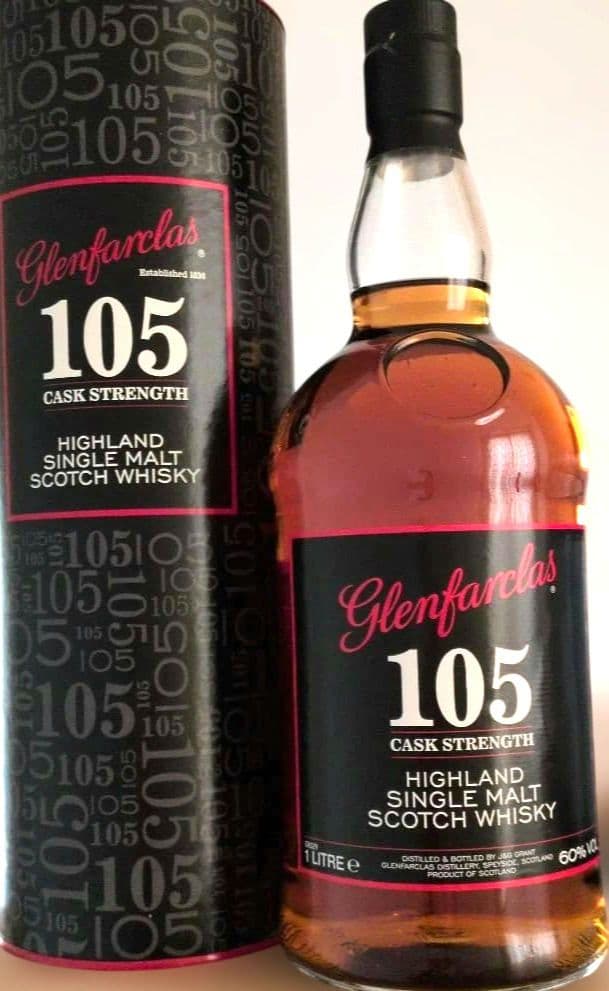 Glenfarclas
®
Established 1836
105
CASK STRENGTH
HIGHLAND
SINGLE MALT
SCOTCH WHISKY
Glenfarclas
®
105
CASK STRENGTH
HIGHLAND
SINGLE MALT
SCOTCH WHISKY
1 LITRE e
DISTILLED & BOTTLED BY J&G GRANT
GLENFARCLAS DISTILLERY, SPEYSIDE, SCOTLAND
PRODUCT OF SCOTLAND
60% VOL